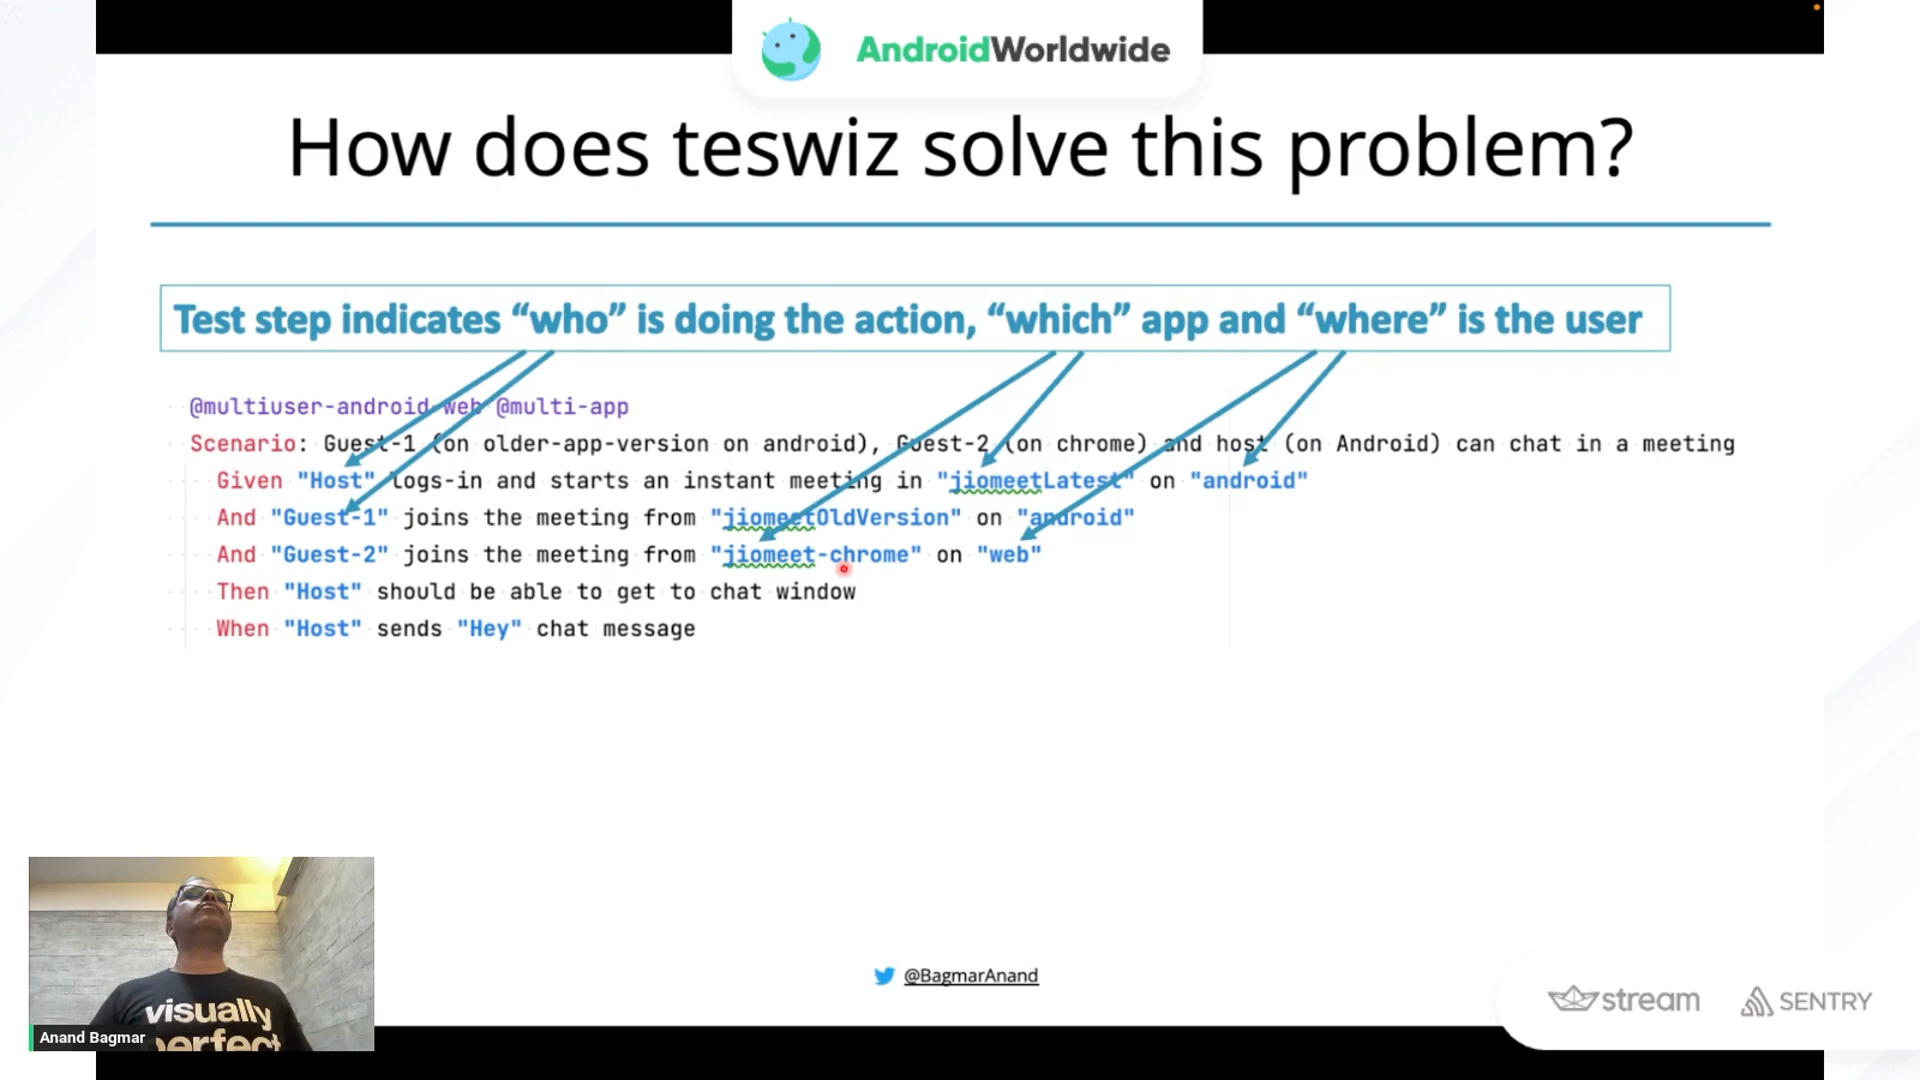 AndroidWorldwide
How does teswiz solve this problem?
Test step indicates “who” is doing the action, “which” app and “where” is the user
@multiuser-android-web @multi-app
Scenario: Guest-1 (on older-app-version on android), Guest-2 (on chrome) and host (on Android) can chat in a meeting
Given "Host" logs-in and starts an instant meeting in "jiomeetLatest" on "android"
And "Guest-1" joins the meeting from "jiomeetOldVersion" on "android"
And "Guest-2" joins the meeting from "jiomeet-chrome" on "web"
Then "Host" should be able to get to chat window
When "Host" sends "Hey" chat message
visually
perfect
Anand Bagmar
@BagmarAnand
stream
SENTRY